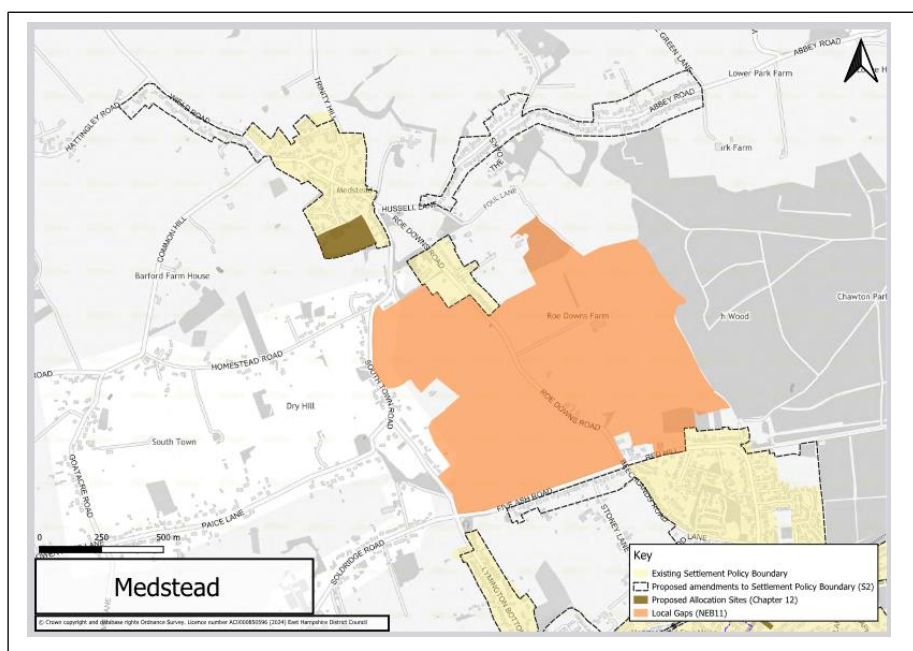 GREEN LANE
ABBEY ROAD
Lower Park Farm
TRINITY HILL
WIELD ROAD
HATTINGLEY ROAD
ABBEY ROAD
THE OAKS
Medstead
HUSSELL LANE
FOUL LANE
ROE DOWNS ROAD
COMMON HILL
Barford Farm House
Chawton Park
Roe Downs Farm
Wood
HOMESTEAD ROAD
ROAD
SOUTH TOWN ROAD
Dry Hill
ROE DOWNS ROAD
South Town
RED HILL
GOATACRE ROAD
FIVE ASH ROAD
PAICE LANE
STONEY LANE
LANE
SOLDRIDGE ROAD
LYMINGTON BOTTOM
0 250 500 m
Medstead
© Crown copyright and database rights Ordnance Survey. Licence number AC0000850596 [2024] East Hampshire District Council
Key
Existing Settlement Policy Boundary
Proposed amendments to Settlement Policy Boundary (S2)
Proposed Allocation Sites (Chapter 12)
Local Gaps (NEB11)